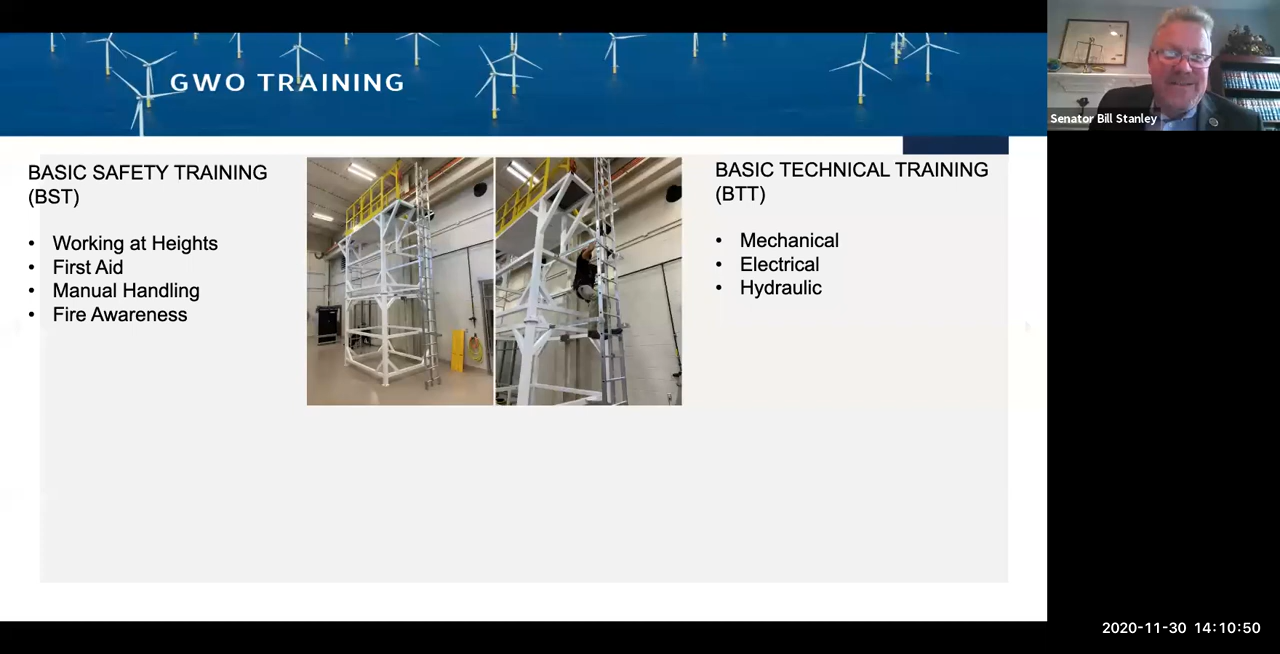 GWO TRAINING
Senator Bill Stanley
BASIC SAFETY TRAINING
(BST)
• Working at Heights
• First Aid
• Manual Handling
• Fire Awareness
BASIC TECHNICAL TRAINING
(BTT)
• Mechanical
• Electrical
• Hydraulic
2020-11-30 14:10:50